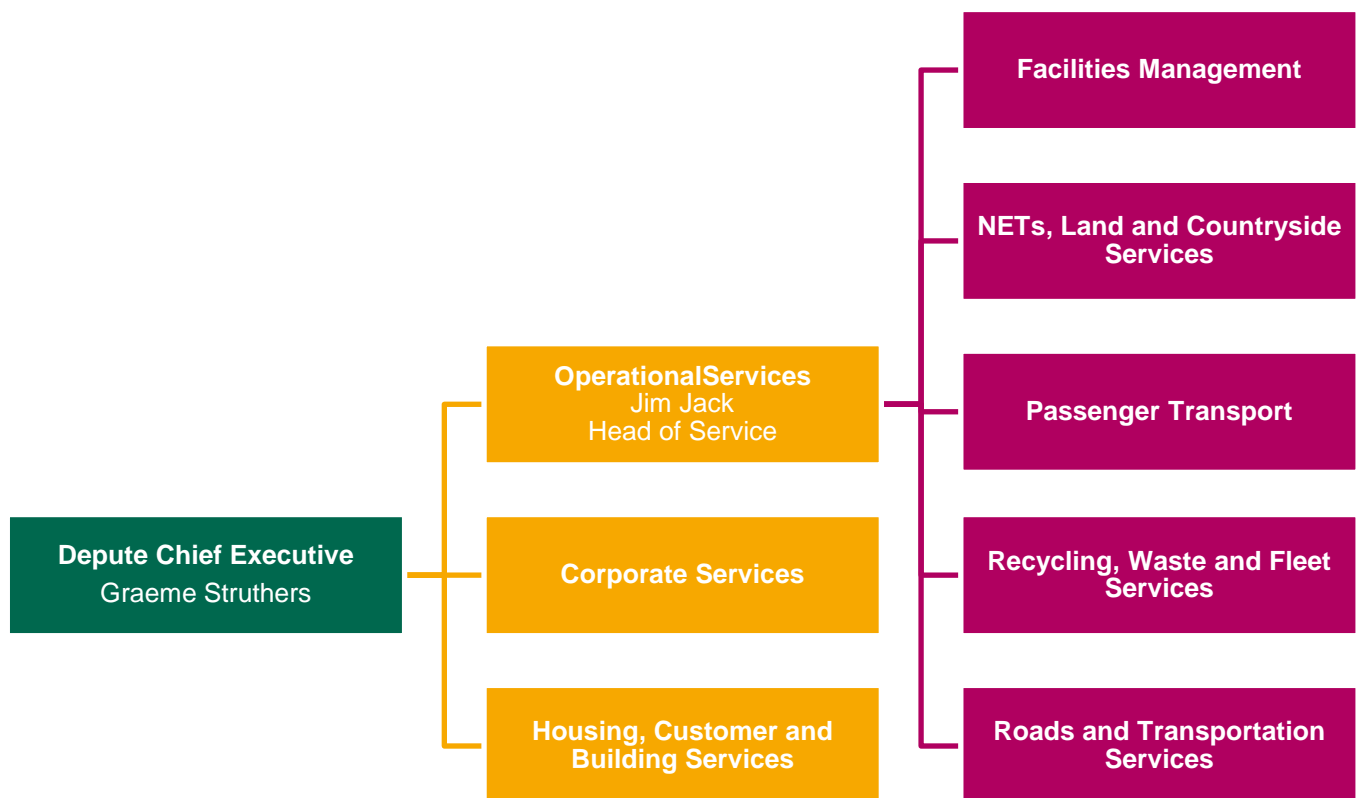 Depute Chief Executive
Graeme Struthers
OperationalServices
Jim Jack
Head of Service
Corporate Services
Housing, Customer and
Building Services
Facilities Management
NETs, Land and Countryside
Services
Passenger Transport
Recycling, Waste and Fleet
Services
Roads and Transportation
Services